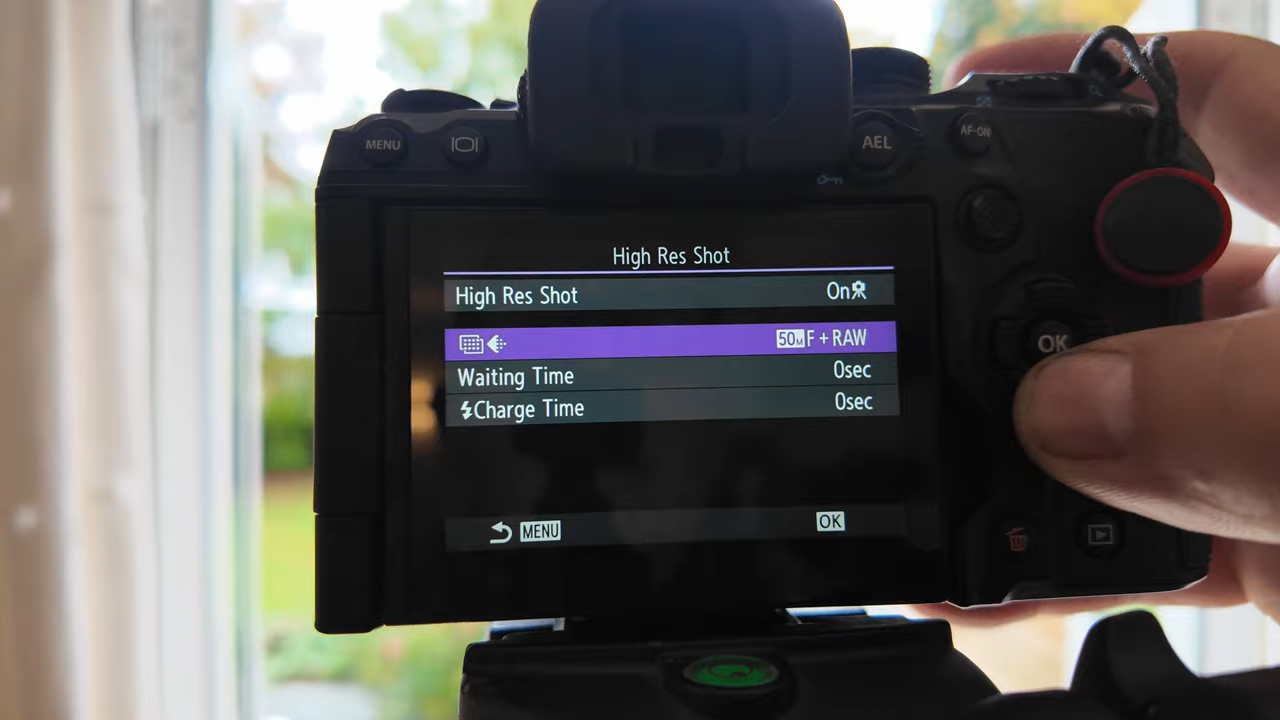 MENU
AEL
AF-ON
High Res Shot
High Res Shot On
50M F+RAW
Waiting Time 0sec
Charge Time 0sec
OK
MENU OK